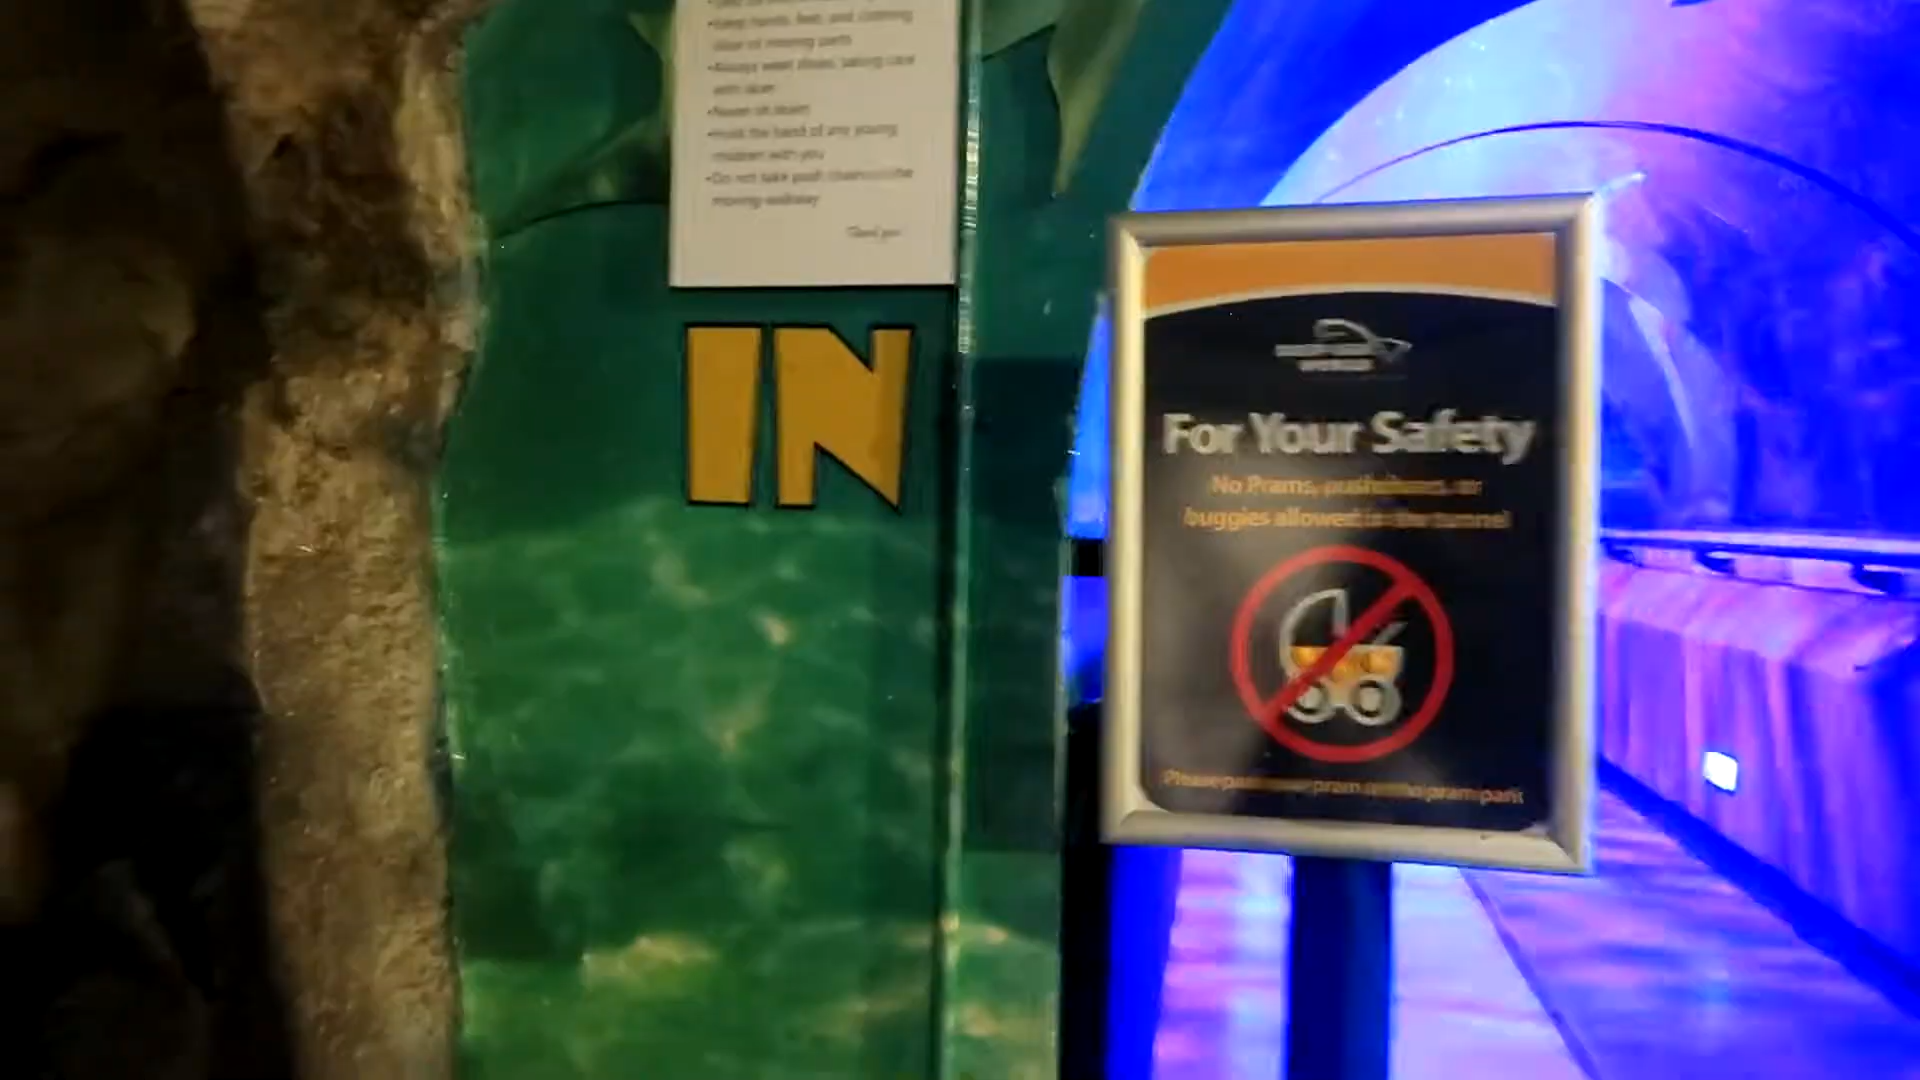 •Keep hands, feet, and clothing
clear of moving parts
•Always wear shoes, taking care
with
•Never sit down
•Hold the hand of any young
children with you
•Do not take push chairs on the
moving walkway
Thank you
IN
For Your Safety
No Prams, pushchairs, or
buggies allowed in the tunnel
Please park your pram in the pram park